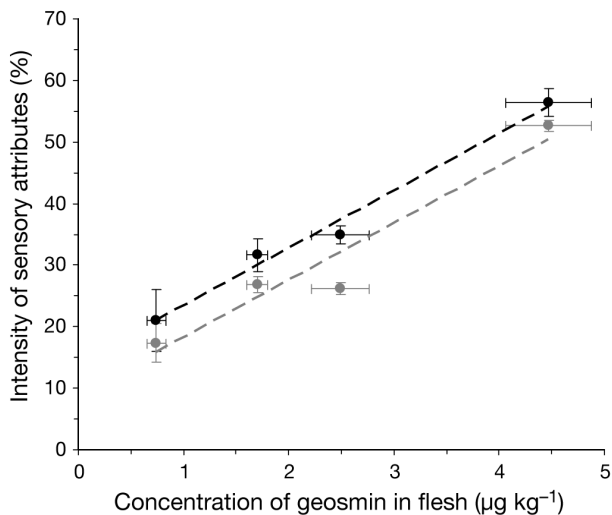 70
60
50
40
30
20
10
0
Intensity of sensory attributes (%)
0 1 2 3 4 5
Concentration of geosmin in flesh (µg kg⁻¹)